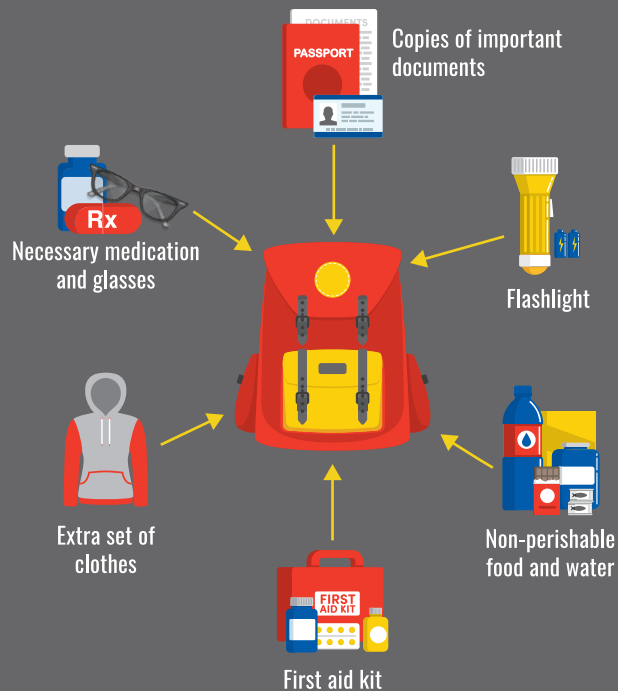 DOCUMENTS
PASSPORT
Copies of important
documents
Rx
Necessary medication
and glasses
Flashlight
Extra set of
clothes
Non-perishable
food and water
FIRST
AID KIT
First aid kit